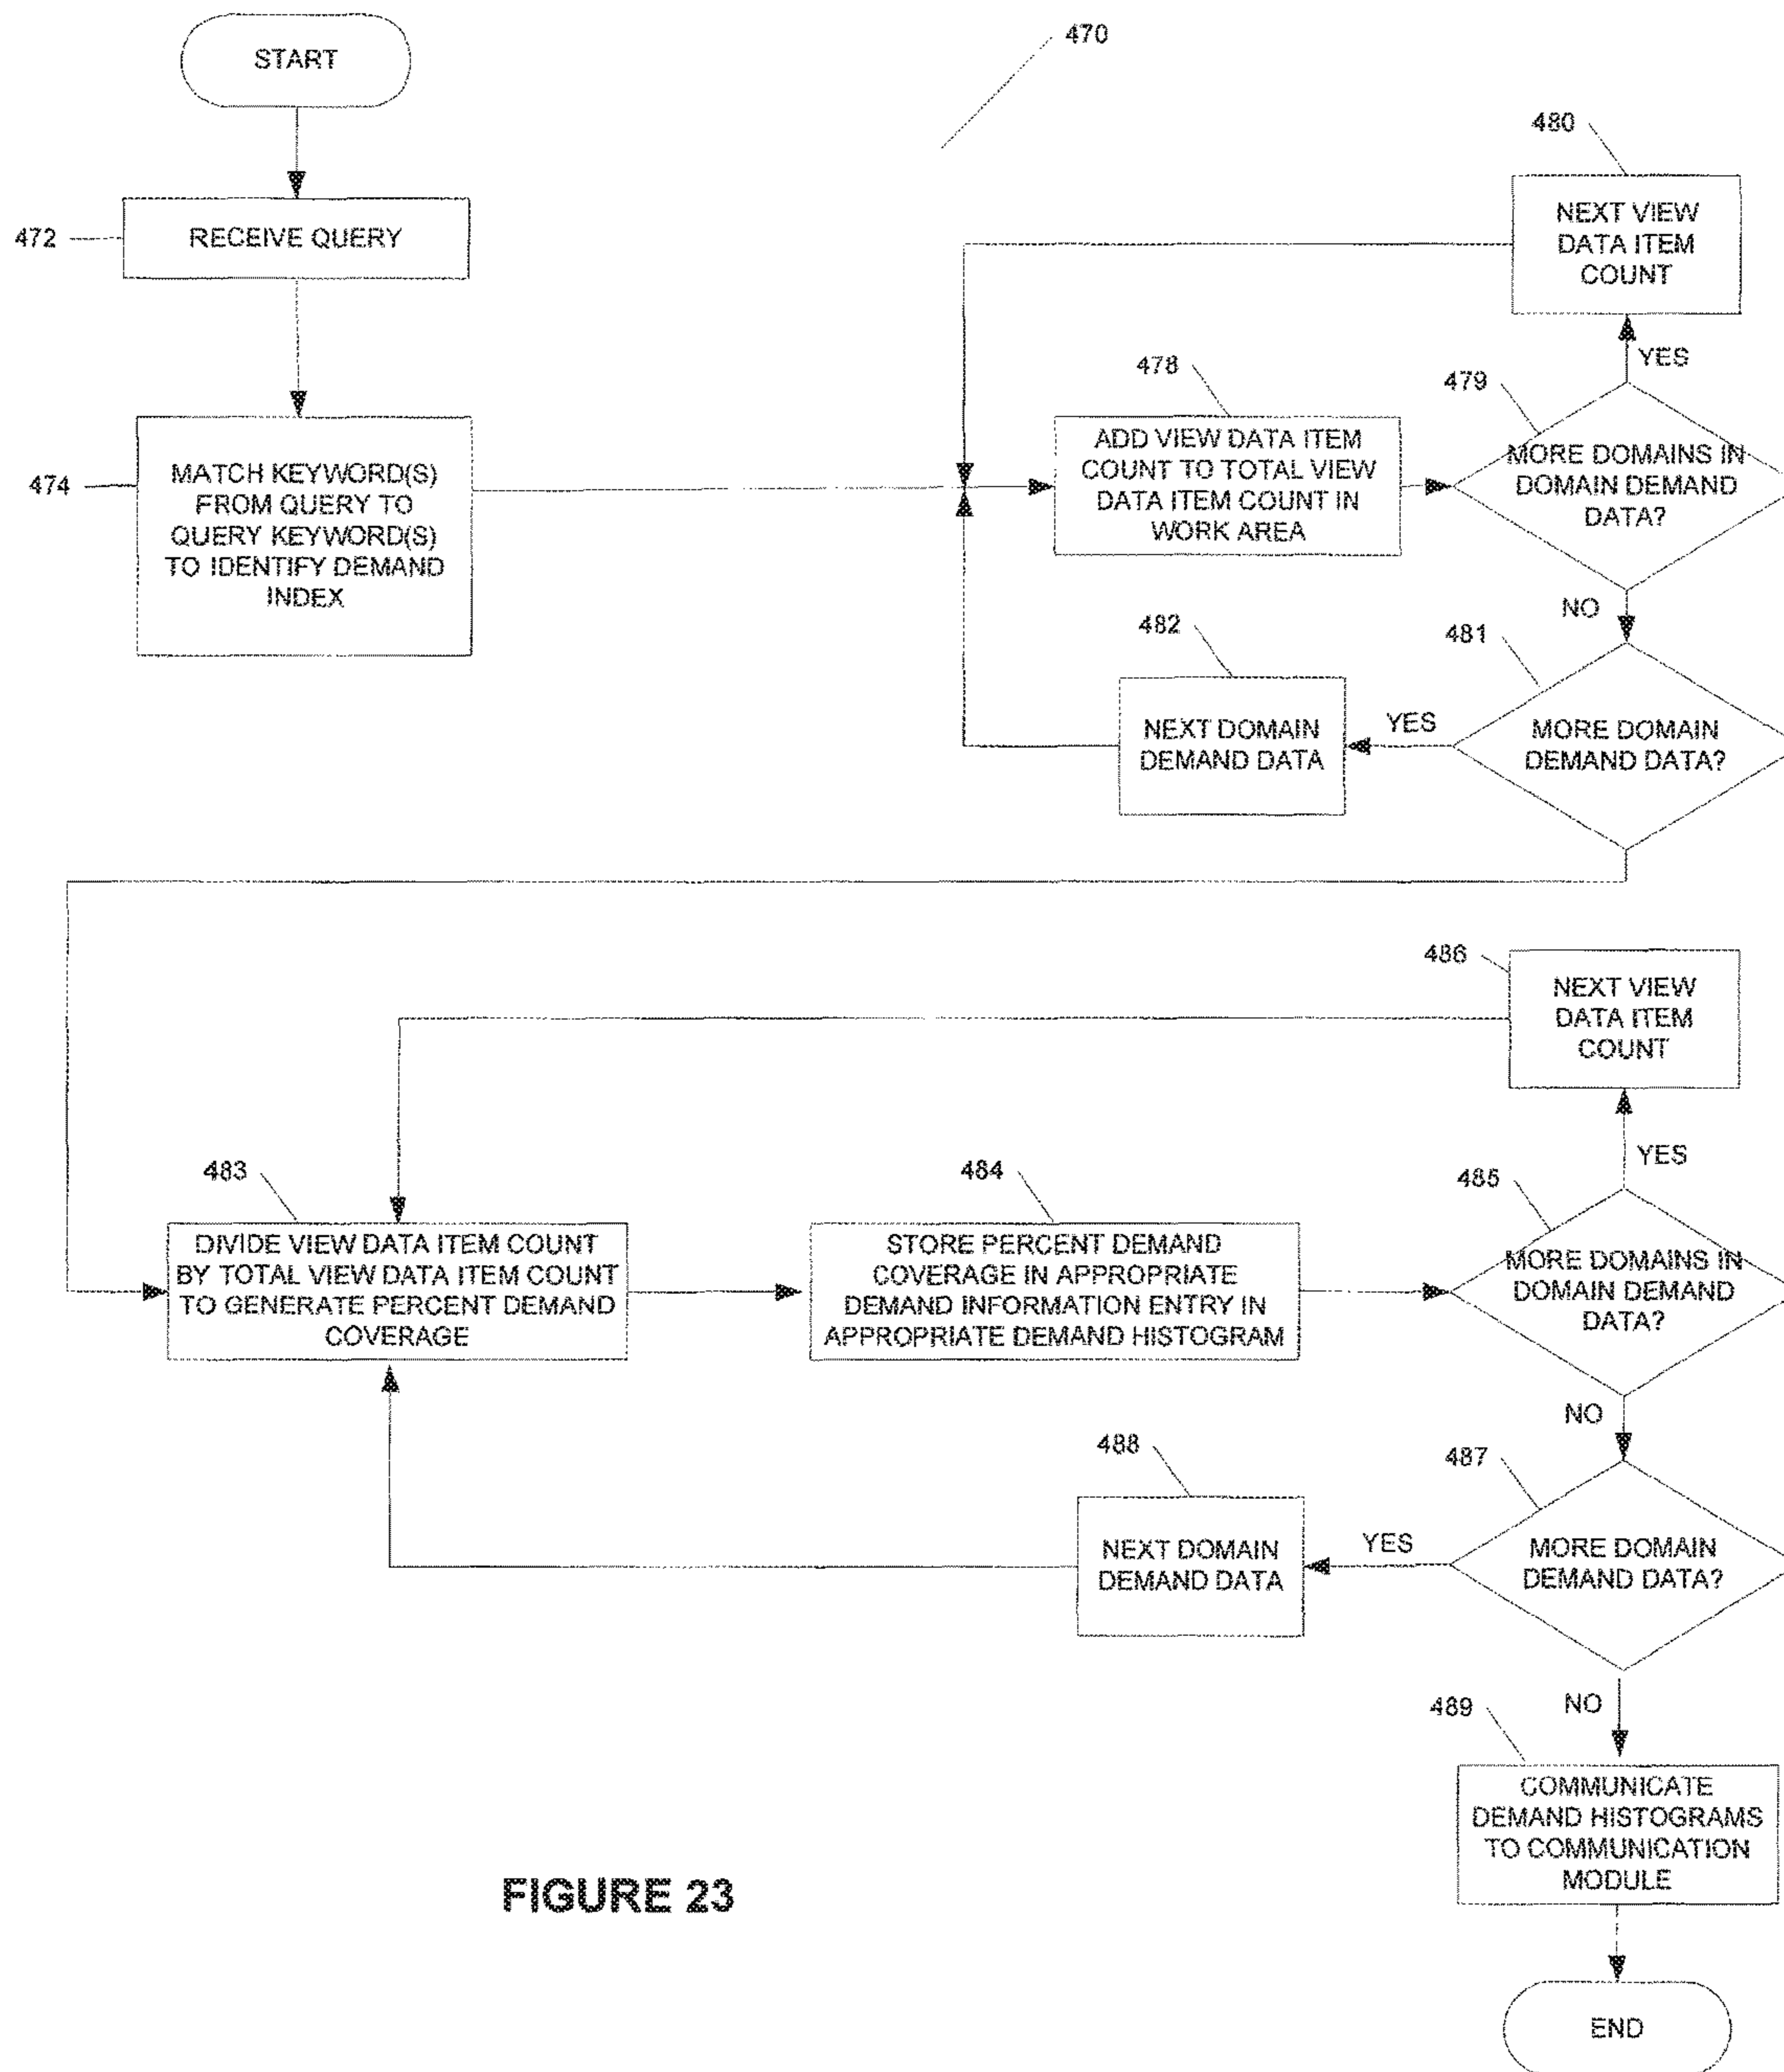 START
470
472
RECEIVE QUERY
474
MATCH KEYWORD(S)
FROM QUERY TO
QUERY KEYWORD(S)
TO IDENTIFY DEMAND
INDEX
480
NEXT VIEW
DATA ITEM
COUNT
YES
478
ADD VIEW DATA ITEM
COUNT TO TOTAL VIEW
DATA ITEM COUNT IN
WORK AREA
479
MORE DOMAINS IN
DOMAIN DEMAND
DATA?
NO
482
NEXT DOMAIN
DEMAND DATA
YES
481
MORE DOMAIN
DEMAND DATA?
486
NEXT VIEW
DATA ITEM
COUNT
YES
483
DIVIDE VIEW DATA ITEM COUNT
BY TOTAL VIEW DATA ITEM COUNT
TO GENERATE PERCENT DEMAND
COVERAGE
484
STORE PERCENT DEMAND
COVERAGE IN APPROPRIATE
DEMAND INFORMATION ENTRY IN
APPROPRIATE DEMAND HISTOGRAM
485
MORE DOMAINS IN
DOMAIN DEMAND
DATA?
NO
488
NEXT DOMAIN
DEMAND DATA
YES
487
MORE DOMAIN
DEMAND DATA?
NO
489
COMMUNICATE
DEMAND HISTOGRAMS
TO COMMUNICATION
MODULE
END
FIGURE 23